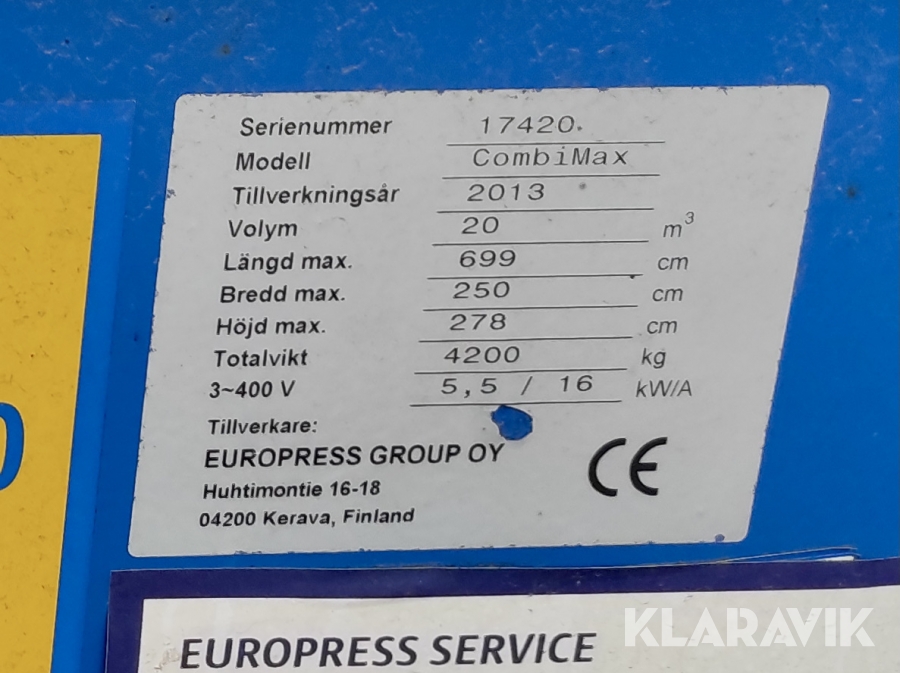 Serienummer 17420.
Modell CombiMax
Tillverkningsår 2013
Volym 20 m³
Längd max. 699 cm
Bredd max. 250 cm
Höjd max. 278 cm
Totalvikt 4200 kg
3~400 V 5,5 / 16 kW/A
Tillverkare:
EUROPRESS GROUP OY
Huhtimontie 16-18
04200 Kerava, Finland
CE
EUROPRESS SERVICE
KLARAVIK